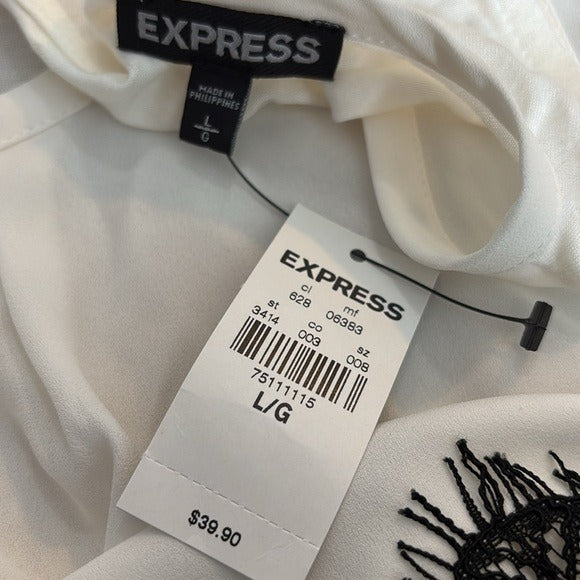 EXPRESS
MADE IN
PHILIPPINES
L
G
EXPRESS
cl mf
628 06383
st co sz
3414 003 008
75111115
L/G
$39.90